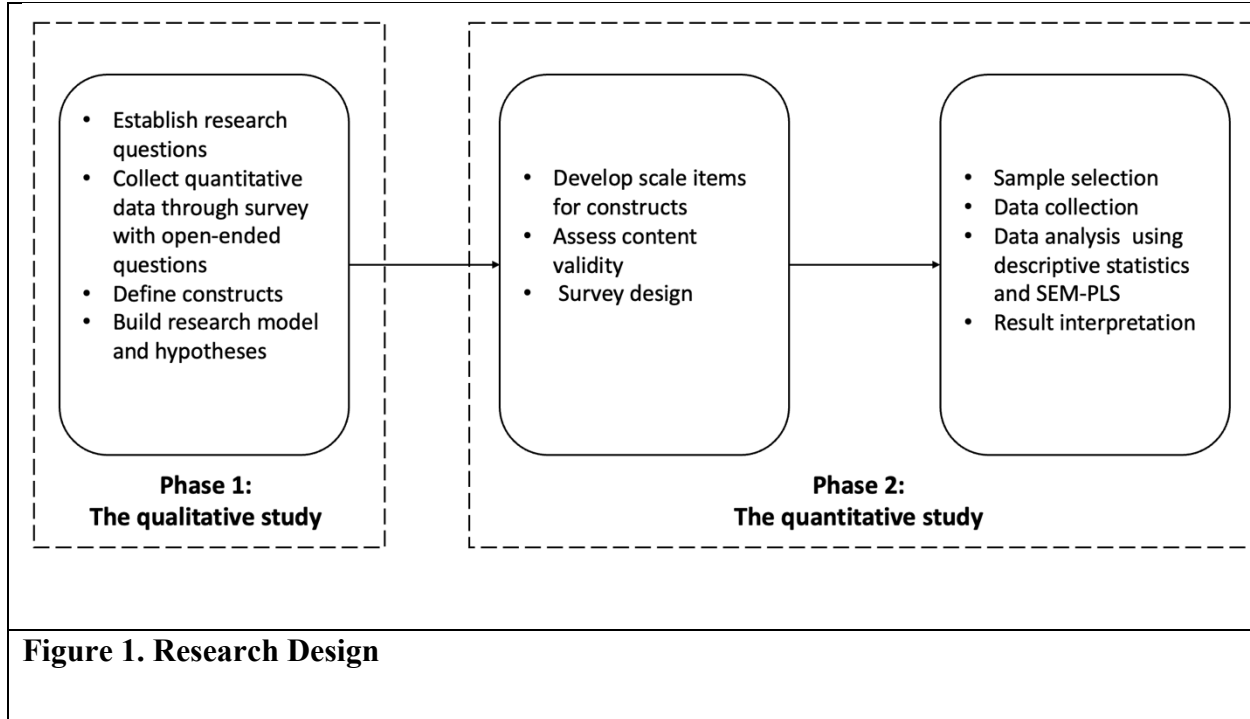 • Establish research
questions
• Collect quantitative
data through survey
with open-ended
questions
• Define constructs
• Build research model
and hypotheses
Phase 1:
The qualitative study
• Develop scale items
for constructs
• Assess content
validity
• Survey design
• Sample selection
• Data collection
• Data analysis using
descriptive statistics
and SEM-PLS
• Result interpretation
Phase 2:
The quantitative study
Figure 1. Research Design